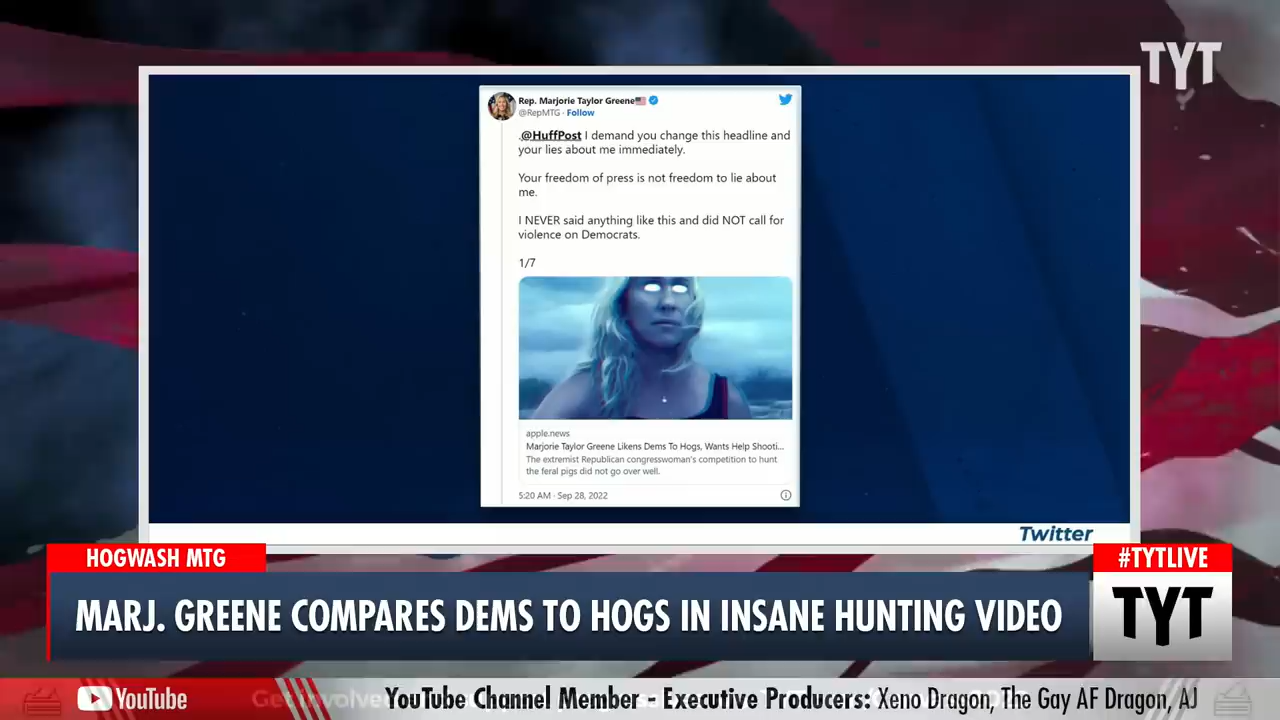 TYT
Rep. Marjorie Taylor Greene🇺🇸
@RepMTG · Follow
.@HuffPost I demand you change this headline and
your lies about me immediately.
Your freedom of press is not freedom to lie about
me.
I NEVER said anything like this and did NOT call for
violence on Democrats.
1/7
apple.news
Marjorie Taylor Greene Likens Dems To Hogs, Wants Help Shooti...
The extremist Republican congresswoman's competition to hunt
the feral pigs did not go over well.
5:20 AM · Sep 28, 2022
Twitter
HOGWASH MTG
#TYTLIVE
MARJ. GREENE COMPARES DEMS TO HOGS IN INSANE HUNTING VIDEO
TYT
YouTube
Get involve
YouTube Channel Member - Executive Producers: Xeno Dragon, The Gay AF Dragon, AJ